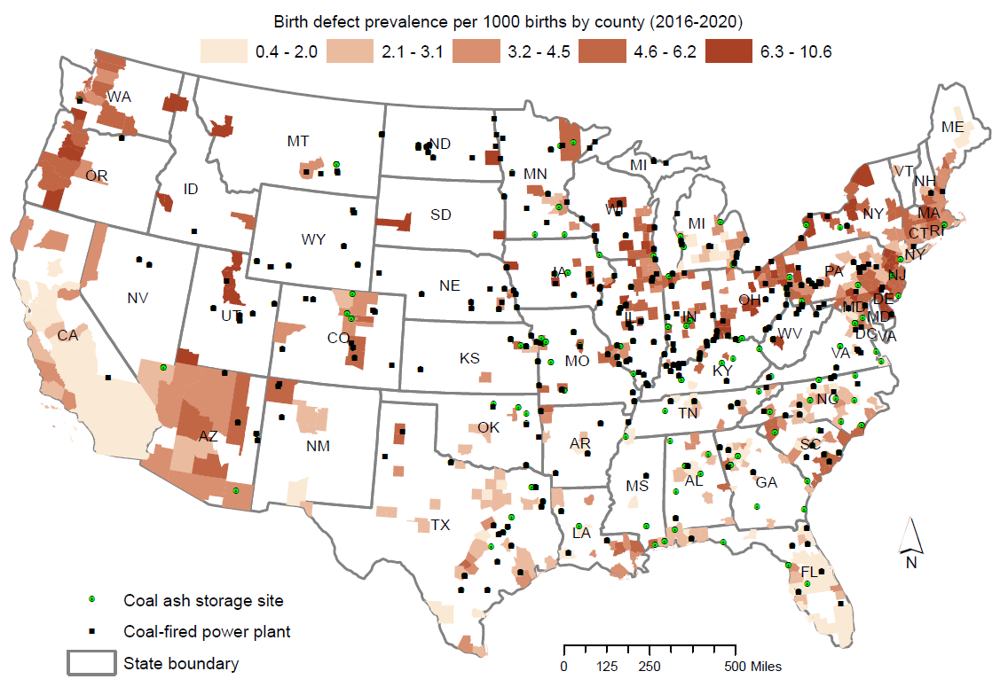 Birth defect prevalence per 1000 births by county (2016-2020)
0.4 - 2.0
2.1 - 3.1
3.2 - 4.5
4.6 - 6.2
6.3 - 10.6
WA
MT
ND
MN
MI
ME
VT
NH
OR
ID
SD
WI
MI
NY
MA
CT
RI
NY
WY
NE
IA
PA
NJ
OH
DE
MD
MD
NV
UT
CO
IL
IN
WV
DC
VA
VA
CA
KS
MO
KY
AZ
NM
OK
AR
TN
NC
SC
MS
AL
GA
TX
LA
FL
N
Coal ash storage site
Coal-fired power plant
State boundary
0 125 250 500 Miles